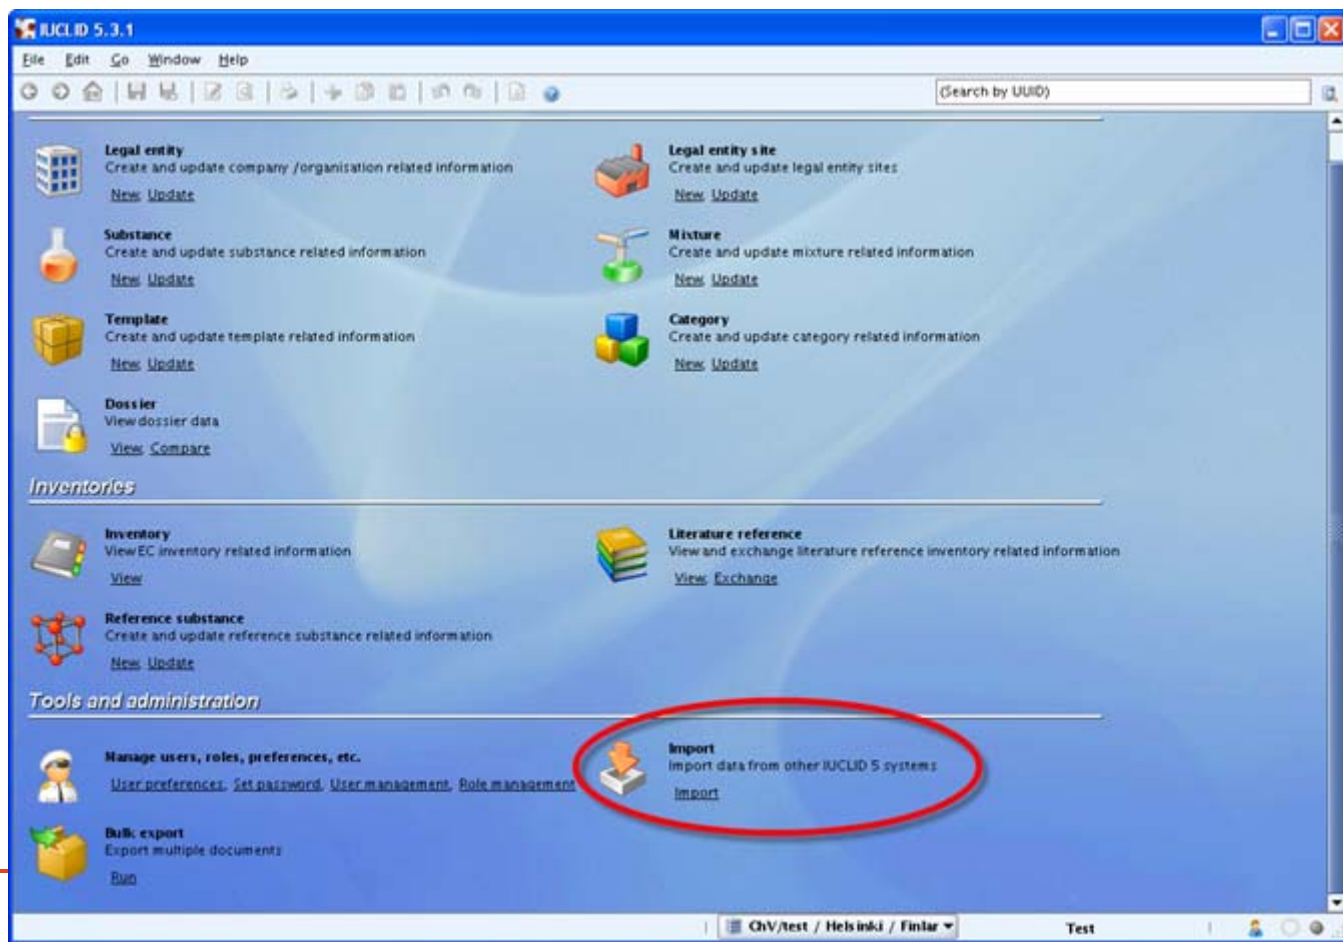 IUCLID 5.3.1
File Edit Go Window Help
(Search by UUID)
Legal entity
Create and update company /organisation related information
New, Update
Legal entity site
Create and update legal entity sites
New, Update
Substance
Create and update substance related information
New, Update
Mixture
Create and update mixture related information
New, Update
Template
Create and update template related information
New, Update
Category
Create and update category related information
New, Update
Dossier
View dossier data
View, Compare
Inventories
Inventory
View EC inventory related information
View
Literature reference
View and exchange literature reference inventory related information
View, Exchange
Reference substance
Create and update reference substance related information
New, Update
Tools and administration
Manage users, roles, preferences, etc.
User preferences, Set password, User management, Role management
Import
Import data from other IUCLID 5 systems
Import
Bulk export
Export multiple documents
Run
ChV/test / Helsinki / Finlar
Test